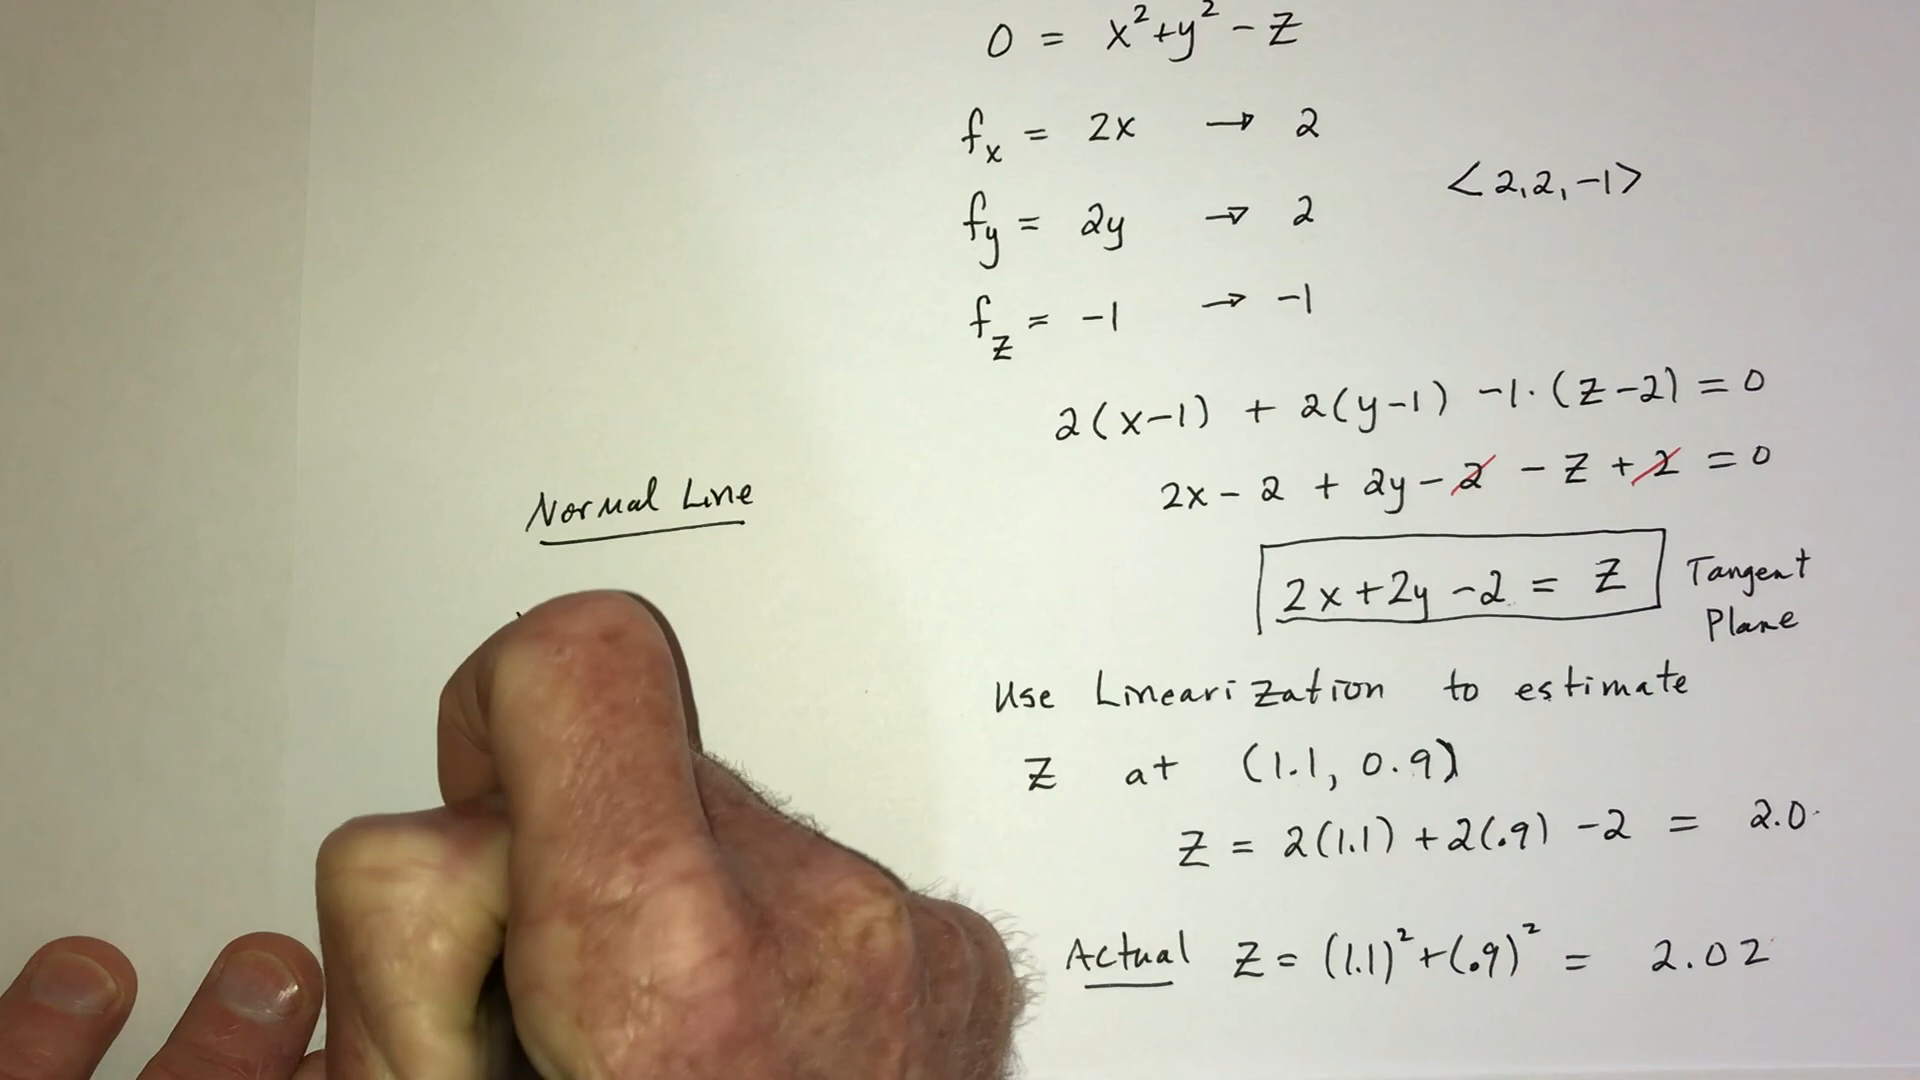 0 = x²+y² - z
f_x = 2x → 2
<2,2,-1>
f_y = 2y → 2
f_z = -1 → -1
2(x-1) + 2(y-1) -1·(z-2) = 0
2x - 2 + 2y - 2 - z + 2 = 0
Normal Line
2x+2y-2 = z
Tangent
Plane
Use Linearization to estimate
z at (1.1, 0.9)
z = 2(1.1) + 2(.9) - 2 = 2.0
Actual z = (1.1)²+(.9)² = 2.02